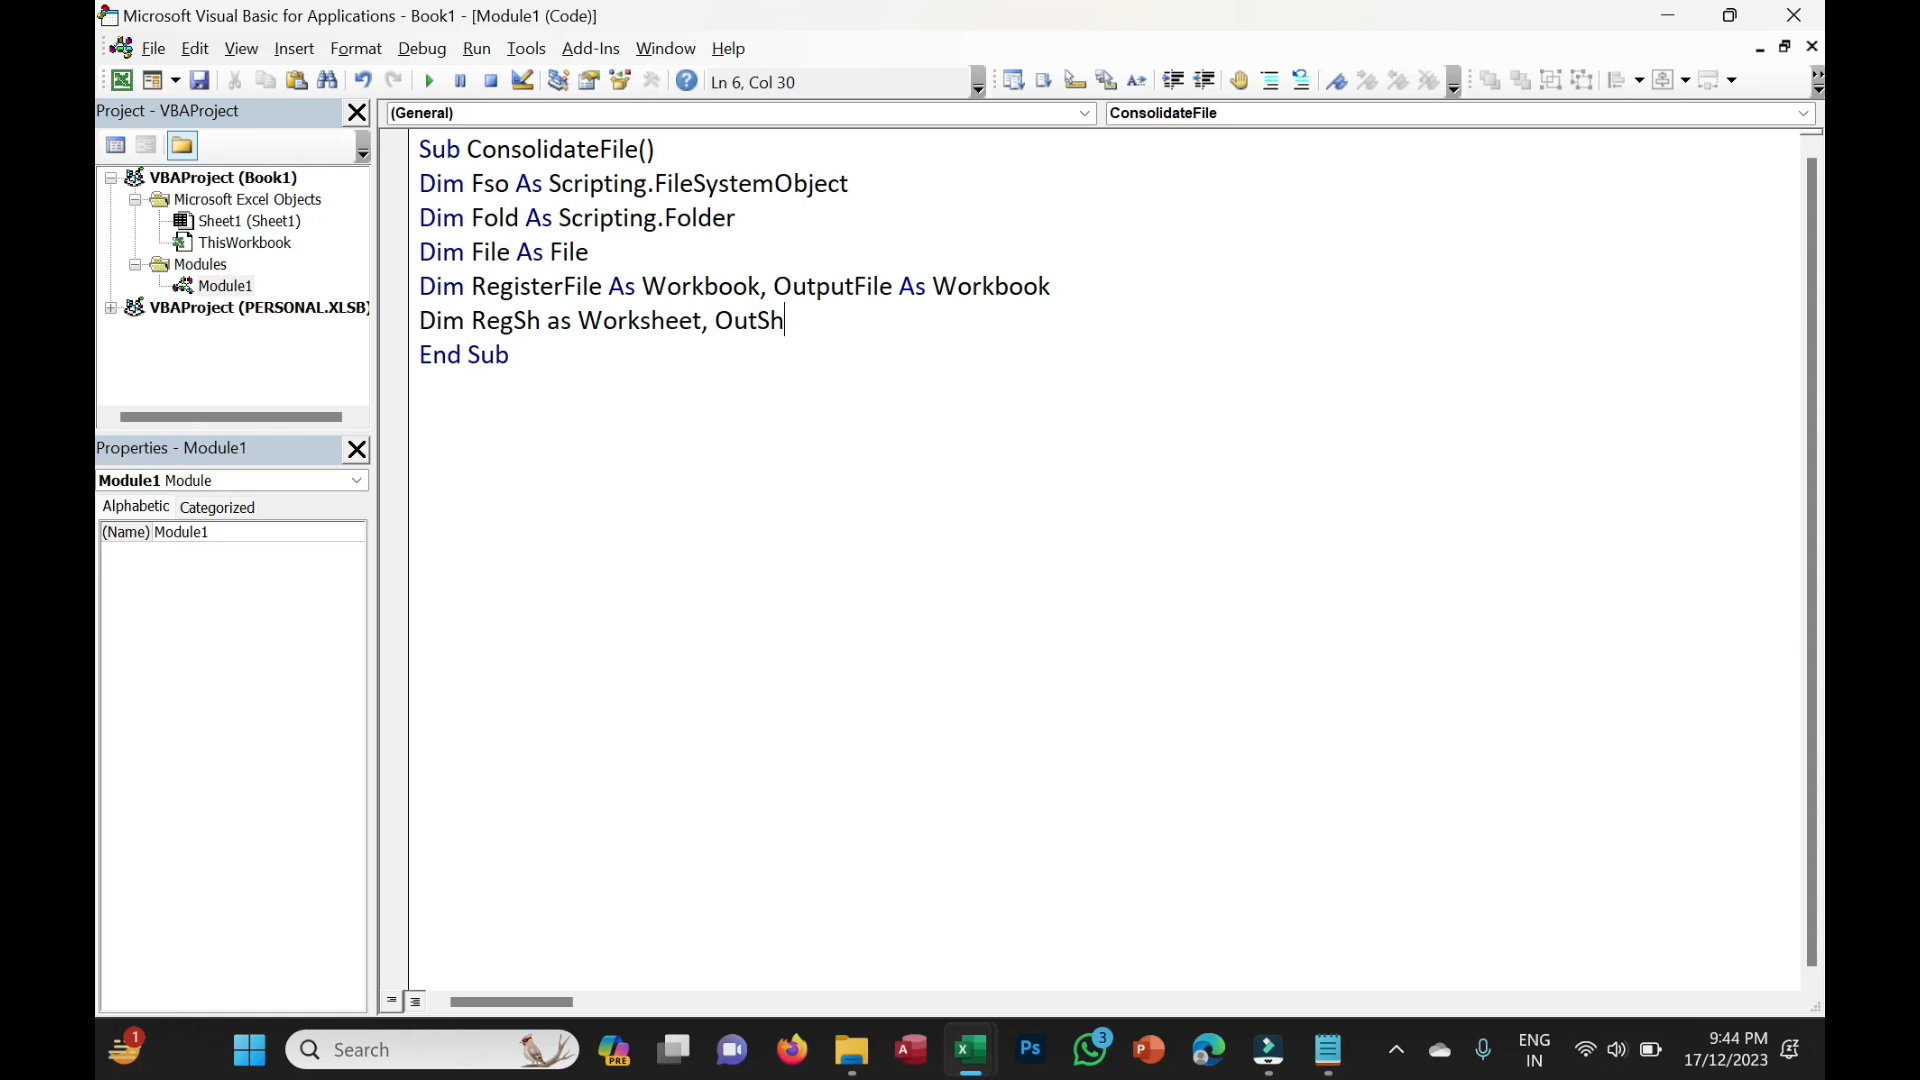 Microsoft Visual Basic for Applications - Book1 - [Module1 (Code)]
File Edit View Insert Format Debug Run Tools Add-Ins Window Help
Ln 6, Col 30
Project - VBAProject
(General)
ConsolidateFile
VBAProject (Book1)
Microsoft Excel Objects
Sheet1 (Sheet1)
ThisWorkbook
Modules
Module1
VBAProject (PERSONAL.XLSB)
Sub ConsolidateFile()
Dim Fso As Scripting.FileSystemObject
Dim Fold As Scripting.Folder
Dim File As File
Dim RegisterFile As Workbook, OutputFile As Workbook
Dim RegSh as Worksheet, OutSh
End Sub
Properties - Module1
Module1 Module
Alphabetic Categorized
(Name) Module1
1
Search
PRE
A
X
Ps
3
P
ENG
IN
9:44 PM
17/12/2023